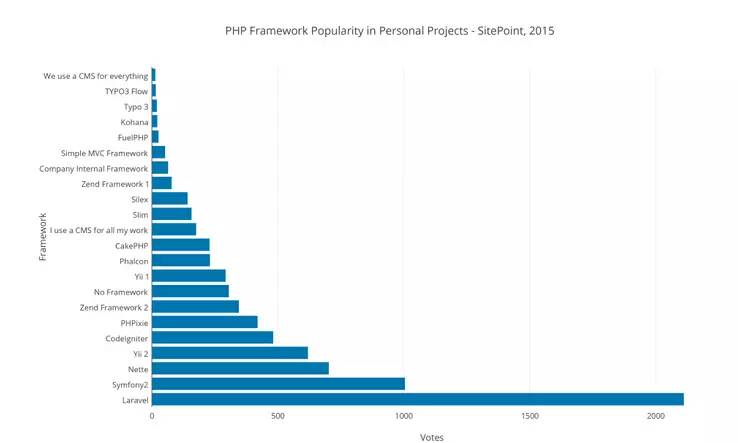 PHP Framework Popularity in Personal Projects - SitePoint, 2015
We use a CMS for everything
TYPO3 Flow
Typo 3
Kohana
FuelPHP
Simple MVC Framework
Company Internal Framework
Zend Framework 1
Silex
Slim
I use a CMS for all my work
CakePHP
Phalcon
Yii 1
No Framework
Zend Framework 2
PHPixie
CodeIgniter
Yii 2
Nette
Symfony2
Laravel
Framework
0 500 1000 1500 2000
Votes